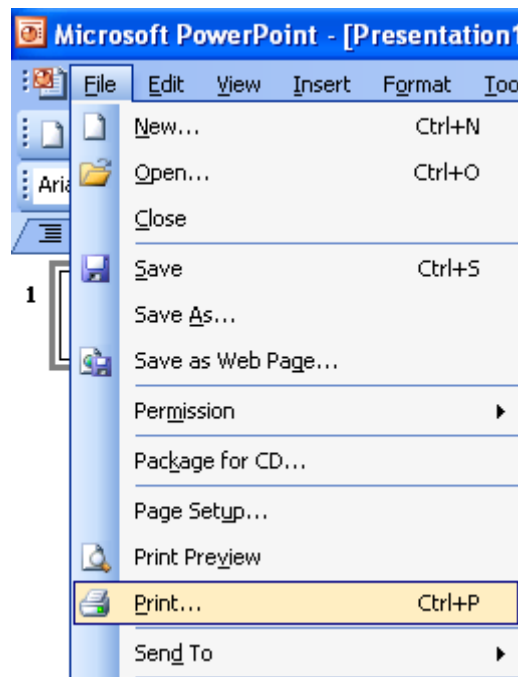 Microsoft PowerPoint - [Presentation1
File Edit View Insert Format Too
New... Ctrl+N
Open... Ctrl+O
Aria
Close
Save Ctrl+S
1
Save As...
Save as Web Page...
Permission
Package for CD...
Page Setup...
Print Preview
Print... Ctrl+P
Send To